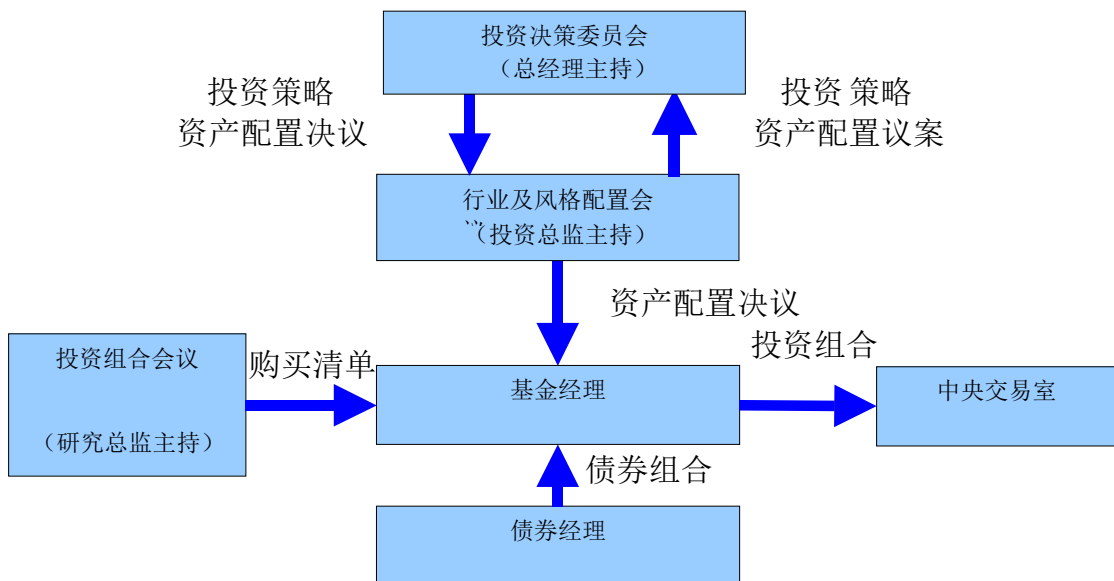 投资决策委员会
（总经理主持）
投资策略
资产配置决议
投资 策略
资产配置议案
行业及风格配置会
（投资总监主持）
资产配置决议
投资组合会议
（研究总监主持）
购买清单
基金经理
投资组合
中央交易室
债券组合
债券经理